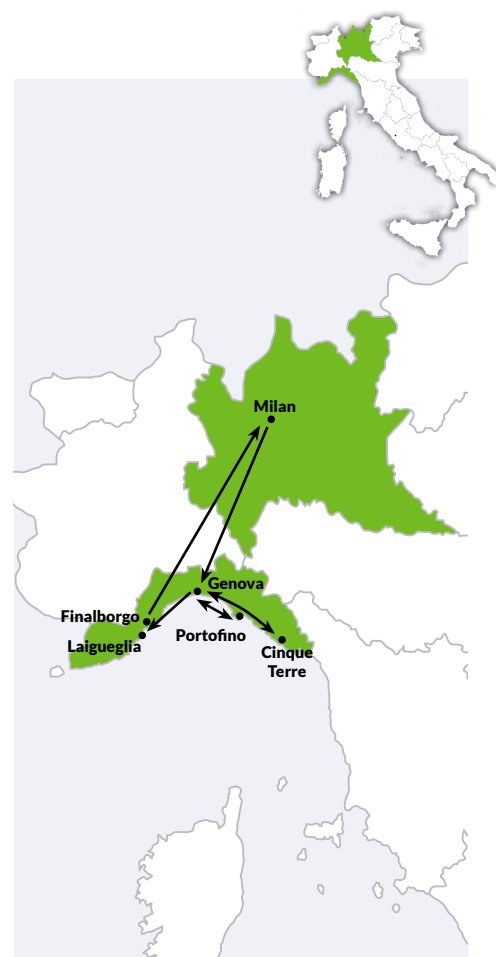 Milan
Genova
Finalborgo
Portofino
Laigueglia
Cinque
Terre